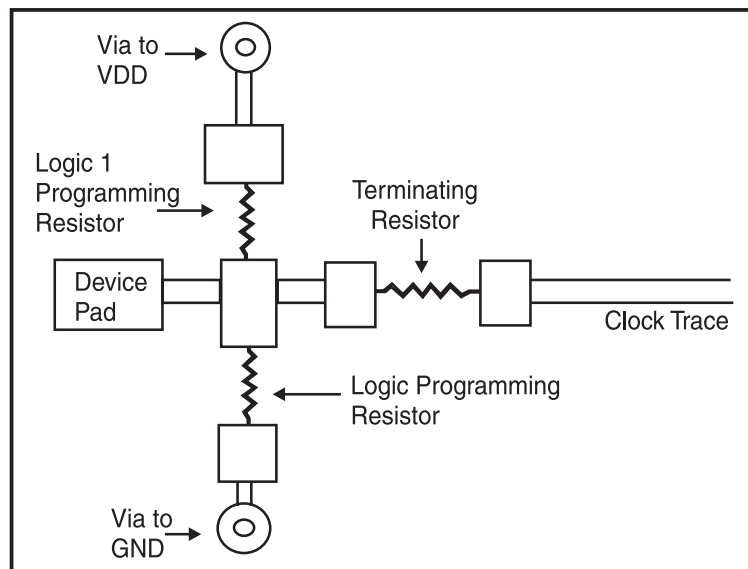 Via to
VDD
Logic 1
Programming
Resistor
Terminating
Resistor
Device
Pad
Clock Trace
Logic Programming
Resistor
Via to
GND